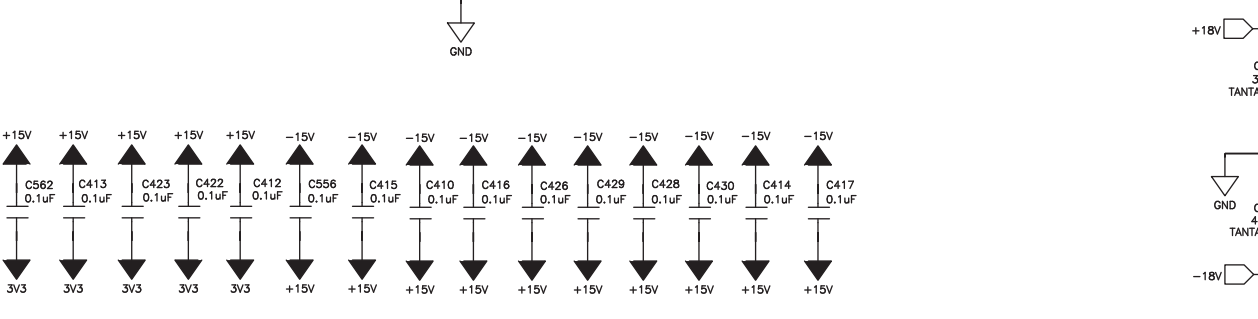 GND
+18V
3
TANTA
+15V +15V +15V +15V +15V −15V −15V −15V −15V −15V −15V −15V −15V −15V −15V
C562 C413 C423 C422 C412 C556 C415 C410 C416 C426 C429 C428 C430 C414 C417
0.1uF 0.1uF 0.1uF 0.1uF 0.1uF 0.1uF 0.1uF 0.1uF 0.1uF 0.1uF 0.1uF 0.1uF 0.1uF 0.1uF 0.1uF
GND
4
TANTA
−18V
3V3 3V3 3V3 3V3 3V3 +15V +15V +15V +15V +15V +15V +15V +15V +15V +15V